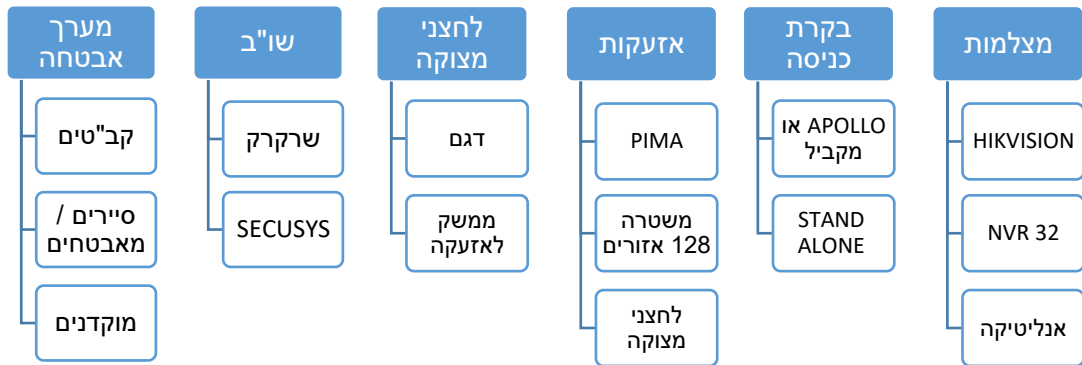 מצלמות
HIKVISION
NVR 32
אנליטיקה
בקרת
כניסה
APOLLO או
מקביל
STAND
ALONE
אזעקות
PIMA
משטרה
128 אזורים
לחצני
מצוקה
לחצני
מצוקה
דגם
ממשק
לאזעקה
שו"ב
שרקרק
SECUSYS
מערך
אבטחה
קב"טים
סיירים /
מאבטחים
מוקדנים